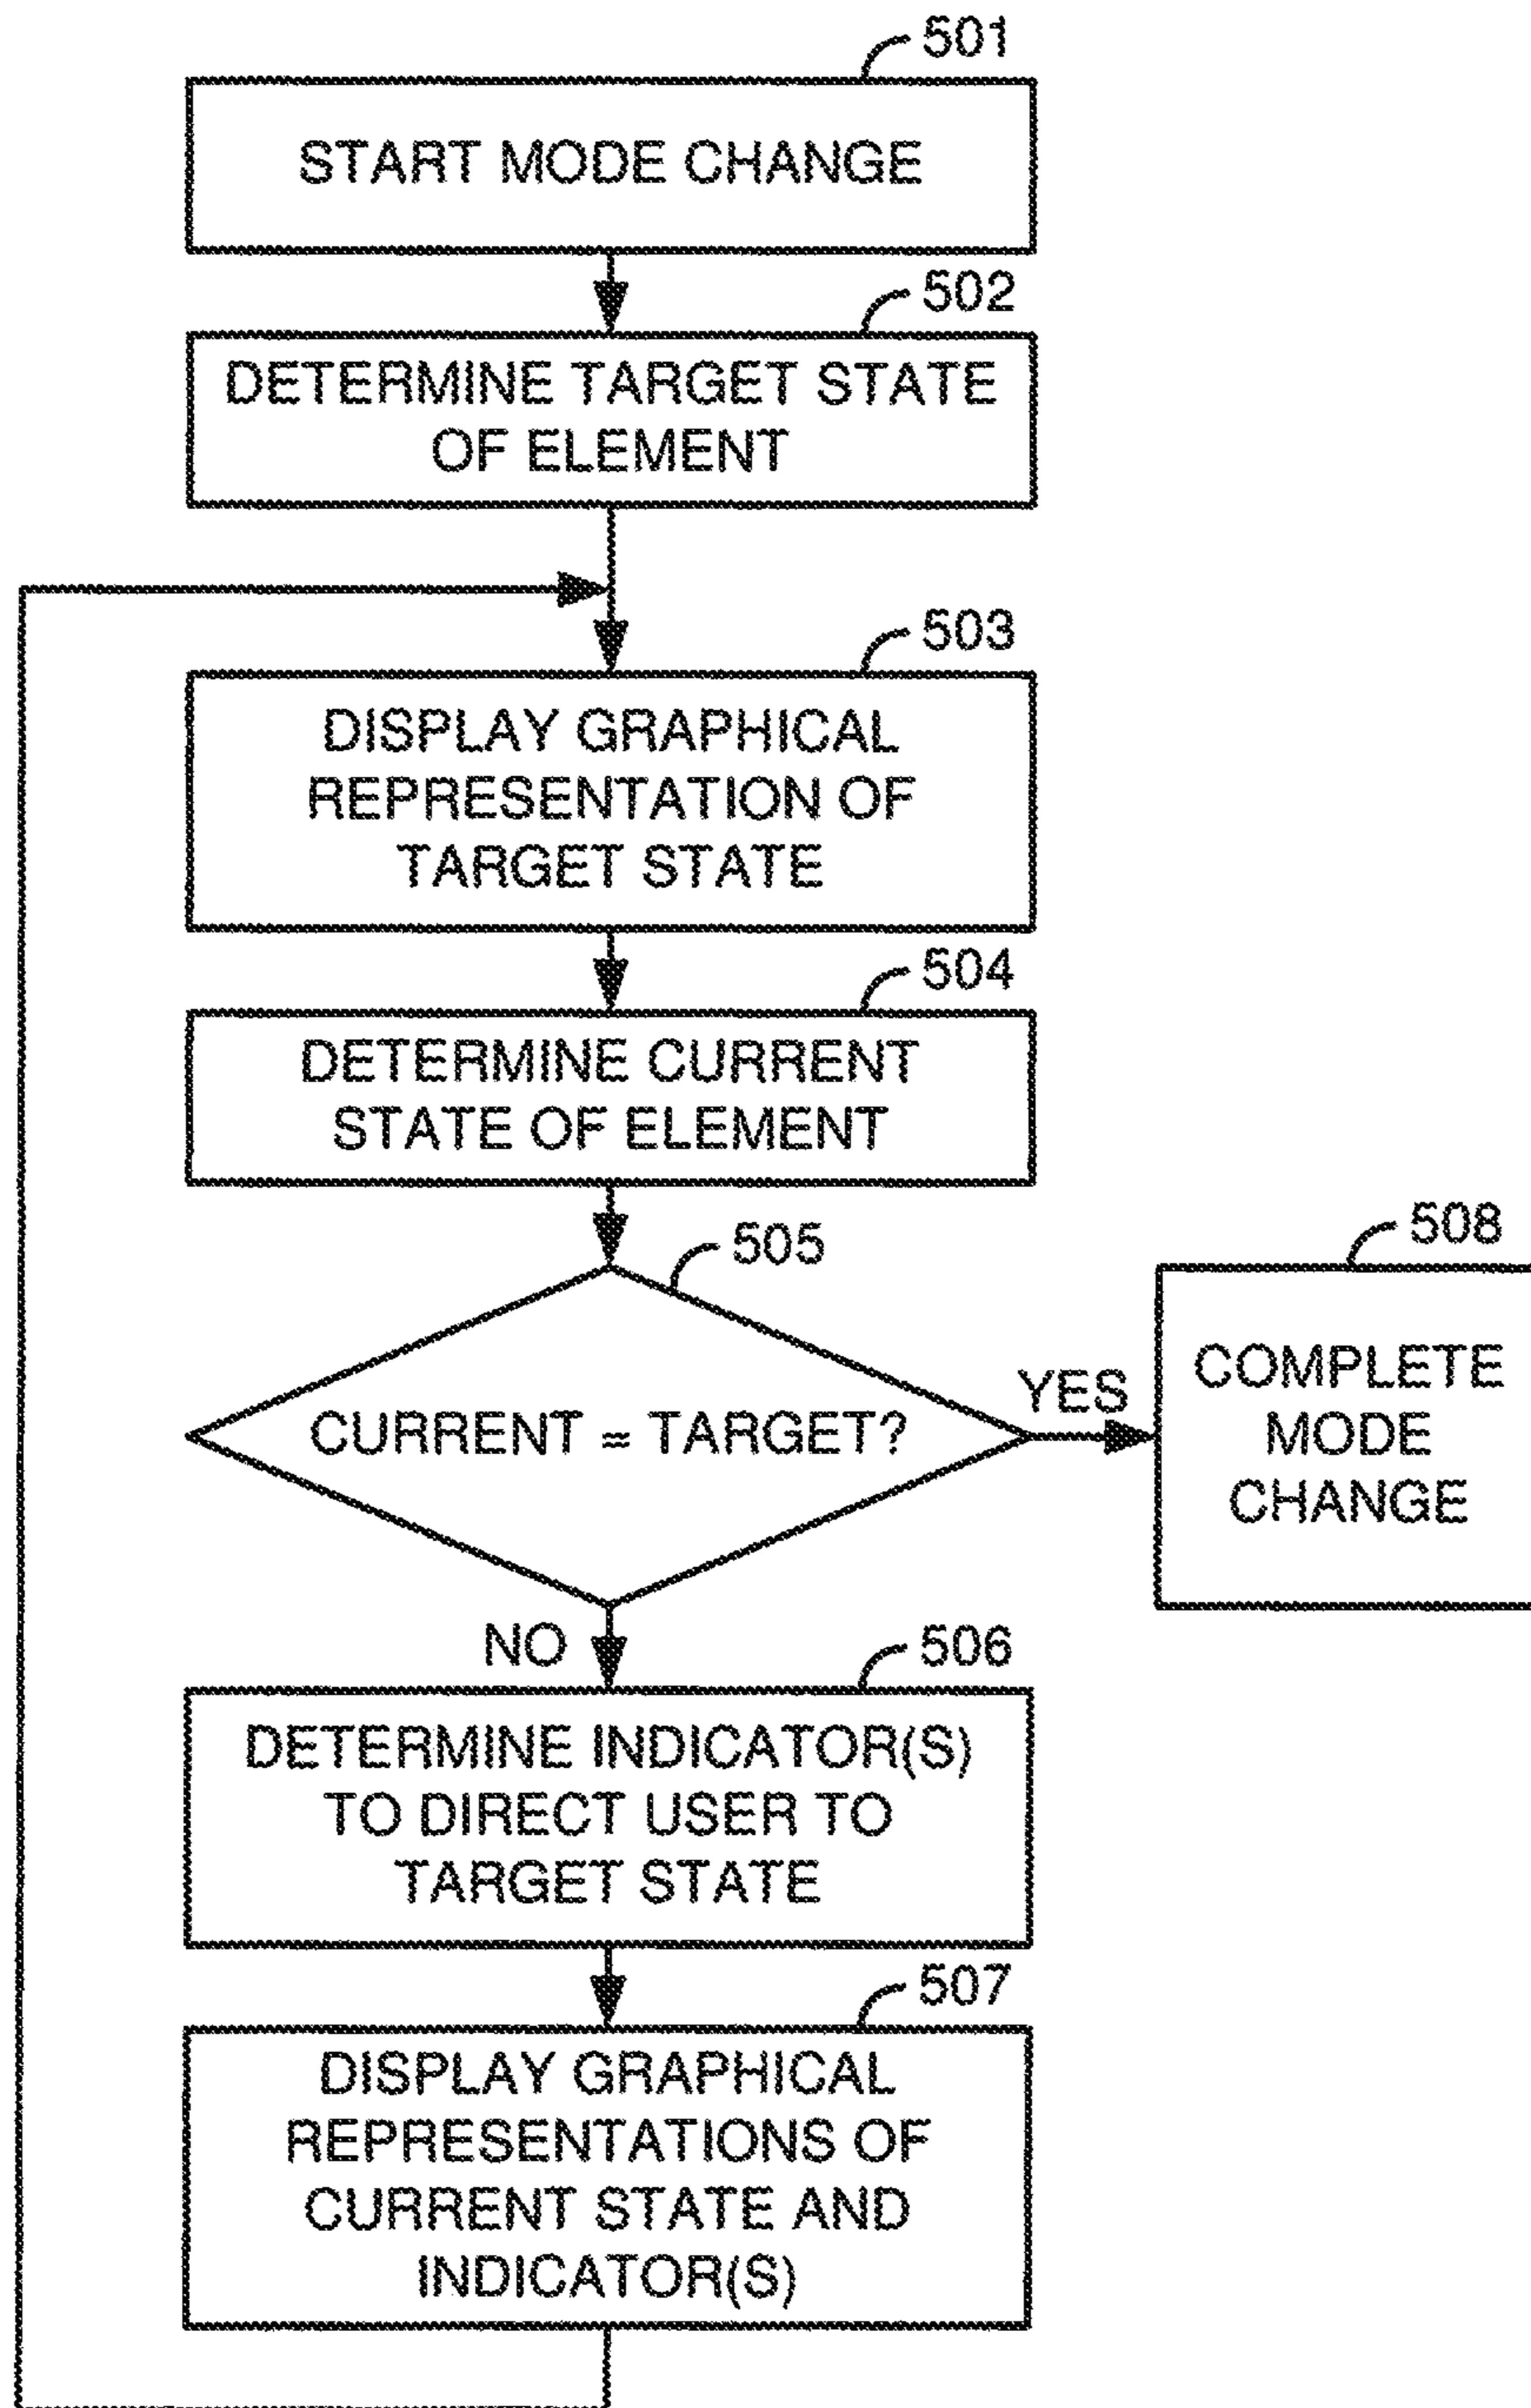 501
START MODE CHANGE
502
DETERMINE TARGET STATE
OF ELEMENT
503
DISPLAY GRAPHICAL
REPRESENTATION OF
TARGET STATE
504
DETERMINE CURRENT
STATE OF ELEMENT
505
CURRENT = TARGET?
YES
508
COMPLETE
MODE
CHANGE
NO
506
DETERMINE INDICATOR(S)
TO DIRECT USER TO
TARGET STATE
507
DISPLAY GRAPHICAL
REPRESENTATIONS OF
CURRENT STATE AND
INDICATOR(S)